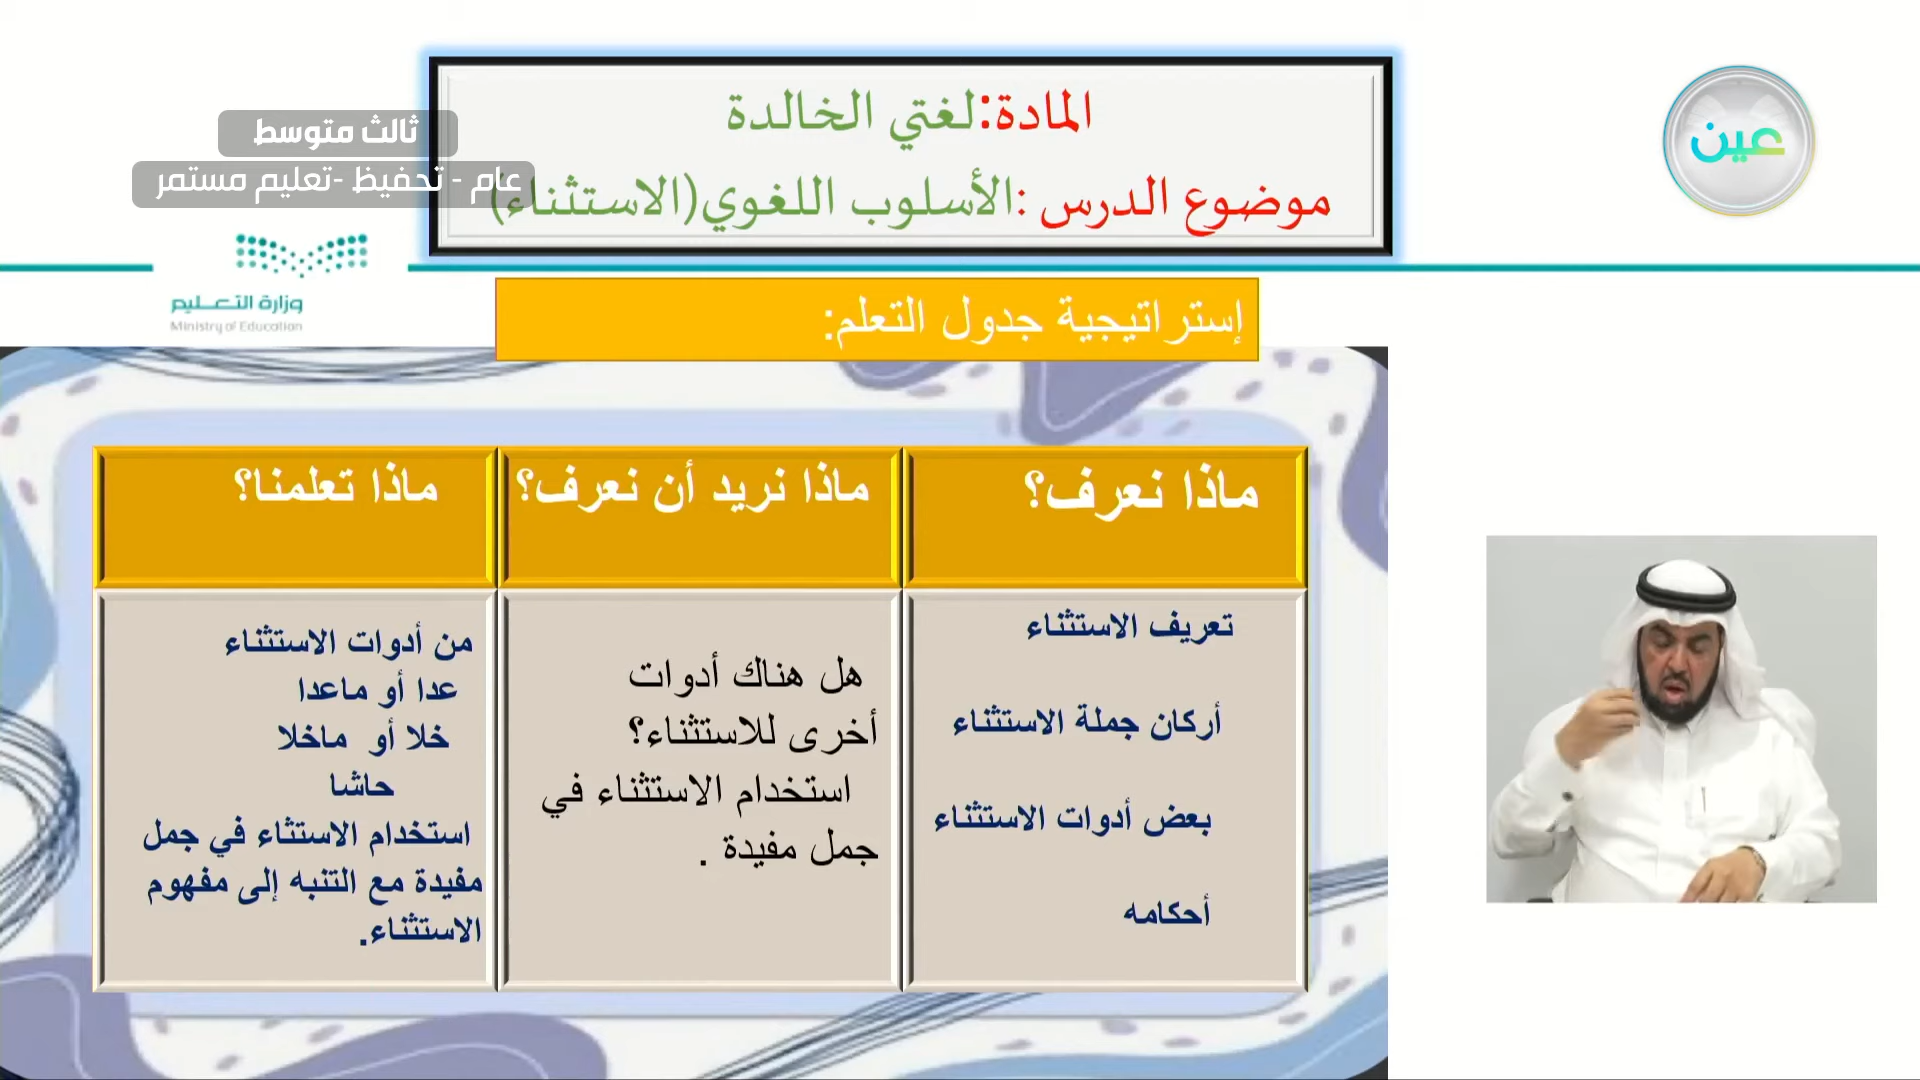 المادة:لغتي الخالدة
موضوع الدرس :الأسلوب اللغوي(الاستثناء)
ثالث متوسط
عام - تحفيظ -تعليم مستمر
عين
وزارة التعـليم
Ministry of Education
إستراتيجية جدول التعلم:
ماذا نعرف؟
تعريف الاستثناء
أركان جملة الاستثناء
بعض أدوات الاستثناء
أحكامه
ماذا نريد أن نعرف؟
هل هناك أدوات
أخرى للاستثناء؟
استخدام الاستثناء في
جمل مفيدة .
ماذا تعلمنا؟
من أدوات الاستثناء
عدا أو ماعدا
خلا أو ماخلا
حاشا
استخدام الاستثاء في جمل
مفيدة مع التنبه إلى مفهوم
الاستثناء.